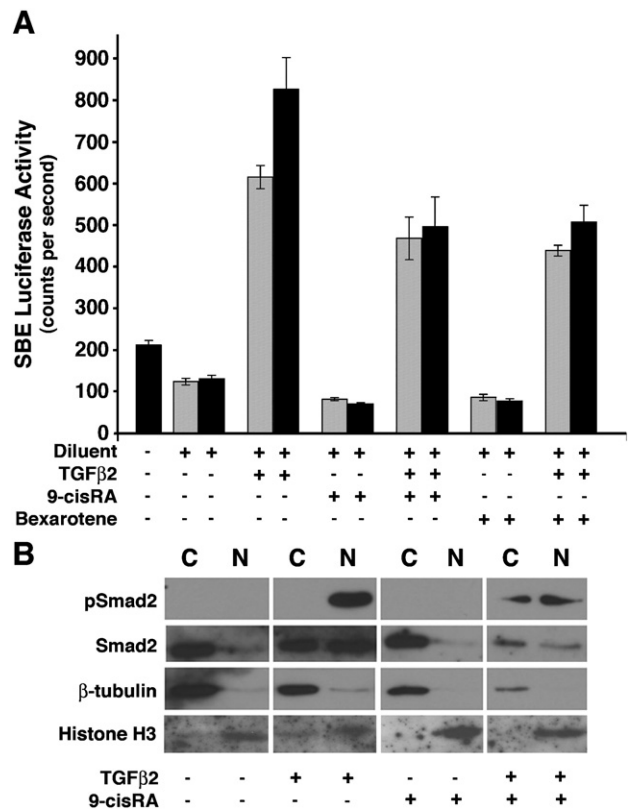 A
SBE Luciferase Activity
(counts per second)
900
800
700
600
500
400
300
200
100
0
Diluent - + + + + + + + + + + + +
TGFβ2 - - - + + - - + + - - + +
9-cisRA - - - - - + + + + - - - -
Bexarotene - - - - - - - - - + + + +
B
C N C N C N C N
pSmad2
Smad2
β-tubulin
Histone H3
TGFβ2 - - + + - - + +
9-cisRA - - - - + + + +